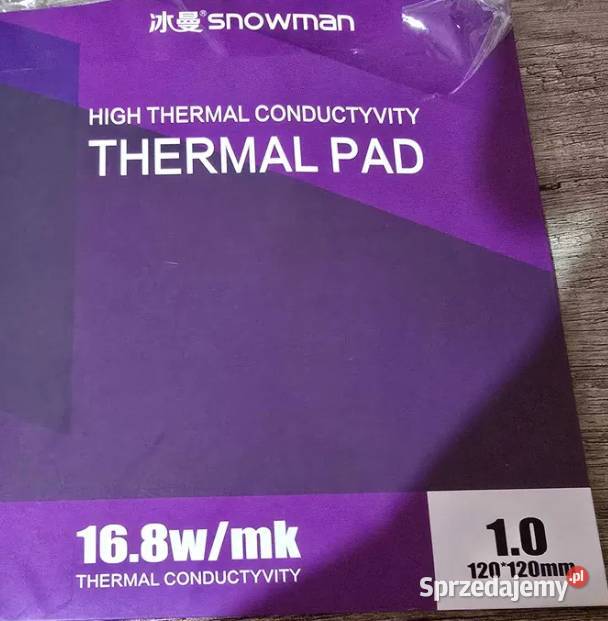 冰曼®snowman
HIGH THERMAL CONDUCTYVITY
THERMAL PAD
16.8w/mk
THERMAL CONDUCTYVITY
1.0
120*120mm
Sprzedajemy.pl